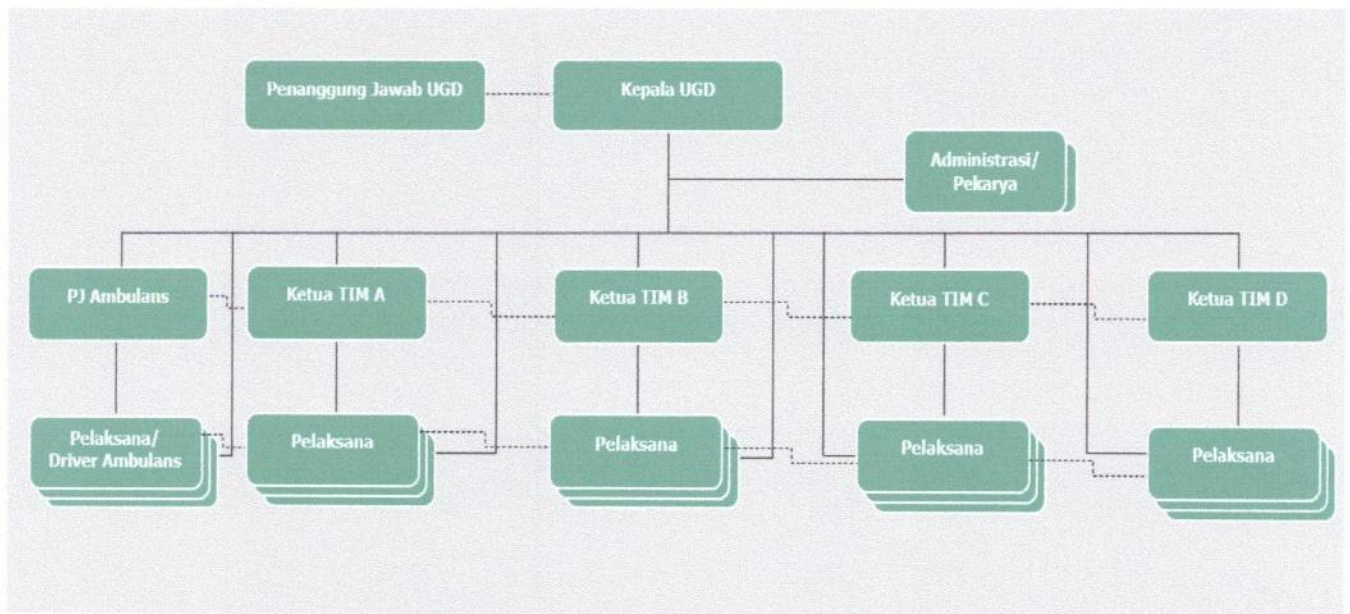 Penanggung Jawab UGD
Kepala UGD
Administrasi/
Pekarya
PJ Ambulans
Ketua TIM A
Ketua TIM B
Ketua TIM C
Ketua TIM D
Pelaksana/
Driver Ambulans
Pelaksana
Pelaksana
Pelaksana
Pelaksana